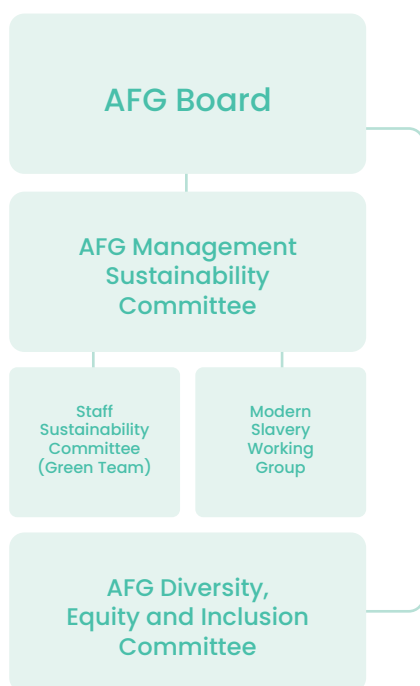 AFG Board
AFG Management
Sustainability
Committee
Staff
Sustainability
Committee
(Green Team)
Modern
Slavery
Working
Group
AFG Diversity,
Equity and Inclusion
Committee